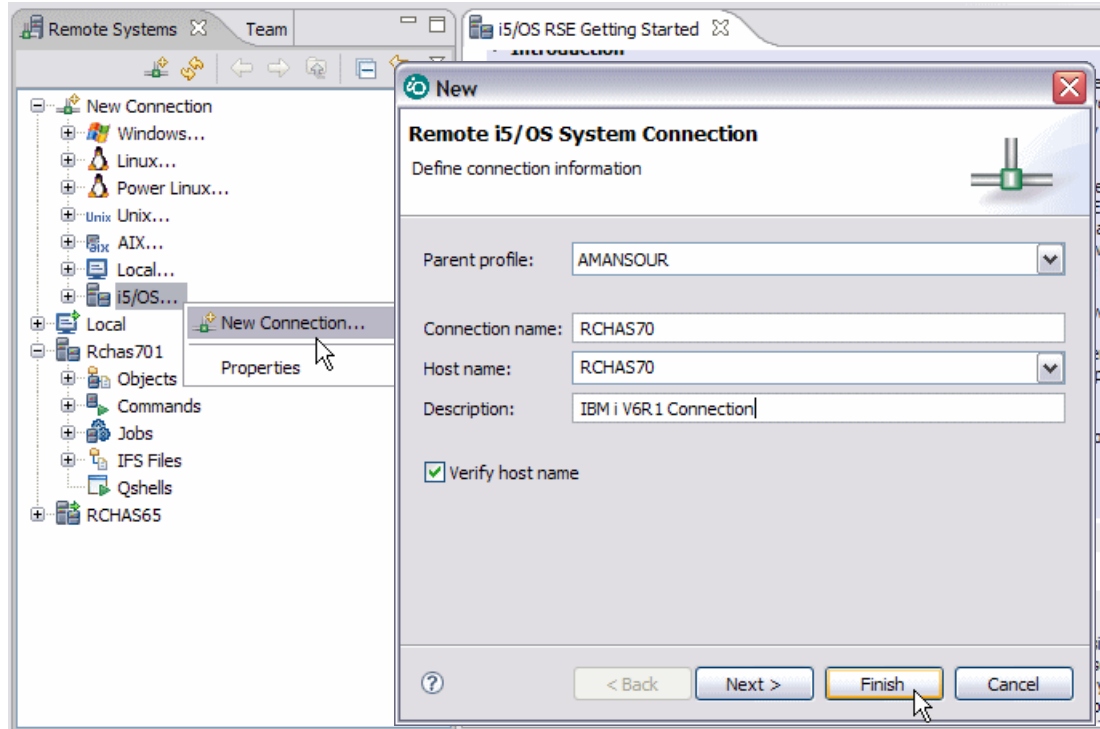 Remote Systems
Team
i5/OS RSE Getting Started
Introduction
New Connection
Windows...
Linux...
Power Linux...
Unix Unix...
aix AIX...
Local...
i5/OS...
Local
Rchas701
Objects
Commands
Jobs
IFS Files
Qshells
RCHAS65
New Connection...
Properties
New
Remote i5/OS System Connection
Define connection information
Parent profile: AMANSOUR
Connection name: RCHAS70
Host name: RCHAS70
Description: IBM i V6R1 Connection
Verify host name
? < Back Next > Finish Cancel